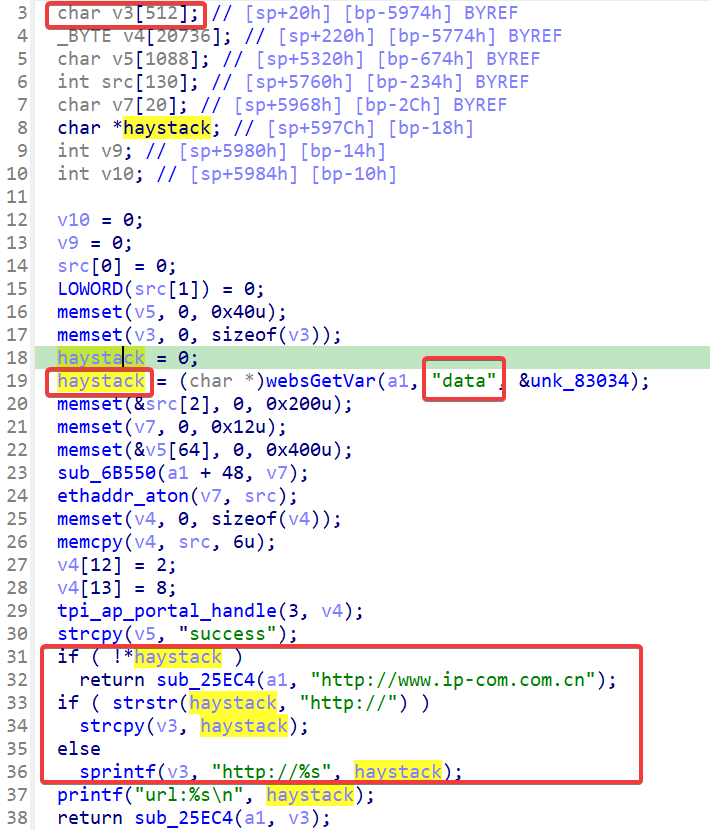 3 char v3[512]; // [sp+20h] [bp-5974h] BYREF
4 _BYTE v4[20736]; // [sp+220h] [bp-5774h] BYREF
5 char v5[1088]; // [sp+5320h] [bp-674h] BYREF
6 int src[130]; // [sp+5760h] [bp-234h] BYREF
7 char v7[20]; // [sp+5968h] [bp-2Ch] BYREF
8 char *haystack; // [sp+597Ch] [bp-18h]
9 int v9; // [sp+5980h] [bp-14h]
10 int v10; // [sp+5984h] [bp-10h]
11
12 v10 = 0;
13 v9 = 0;
14 src[0] = 0;
15 LOWORD(src[1]) = 0;
16 memset(v5, 0, 0x40u);
17 memset(v3, 0, sizeof(v3));
18 haystack = 0;
19 haystack = (char *)websGetVar(a1, "data", &unk_83034);
20 memset(&src[2], 0, 0x200u);
21 memset(v7, 0, 0x12u);
22 memset(&v5[64], 0, 0x400u);
23 sub_6B550(a1 + 48, v7);
24 ethaddr_aton(v7, src);
25 memset(v4, 0, sizeof(v4));
26 memcpy(v4, src, 6u);
27 v4[12] = 2;
28 v4[13] = 8;
29 tpi_ap_portal_handle(3, v4);
30 strcpy(v5, "success");
31 if ( !*haystack )
32 return sub_25EC4(a1, "http://www.ip-com.com.cn");
33 if ( strstr(haystack, "http://") )
34 strcpy(v3, haystack);
35 else
36 sprintf(v3, "http://%s", haystack);
37 printf("url:%s\n", haystack);
38 return sub_25EC4(a1, v3);